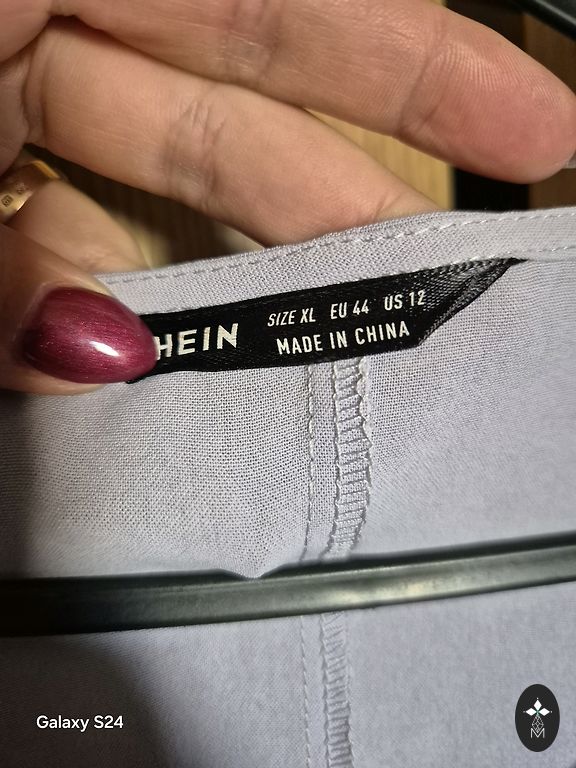 HEIN
SIZE XL EU 44 US 12
MADE IN CHINA
Galaxy S24
M